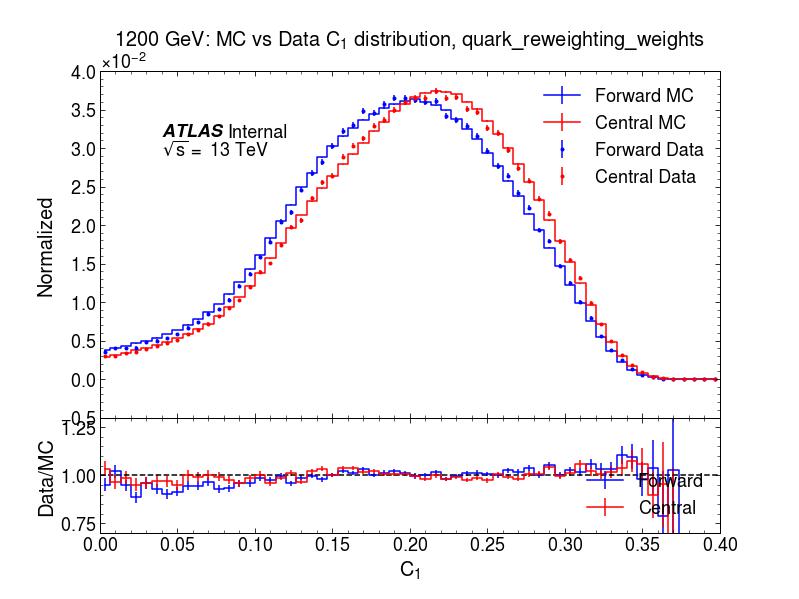 1200 GeV: MC vs Data C₁ distribution, quark_reweighting_weights
×10⁻²
4.0
3.5
3.0
2.5
2.0
1.5
1.0
0.5
0.0
−0.5
Normalized
ATLAS Internal
√s = 13 TeV
Forward MC
Central MC
Forward Data
Central Data
1.25
1.00
0.75
Data/MC
Forward
Central
0.00 0.05 0.10 0.15 0.20 0.25 0.30 0.35 0.40
C₁